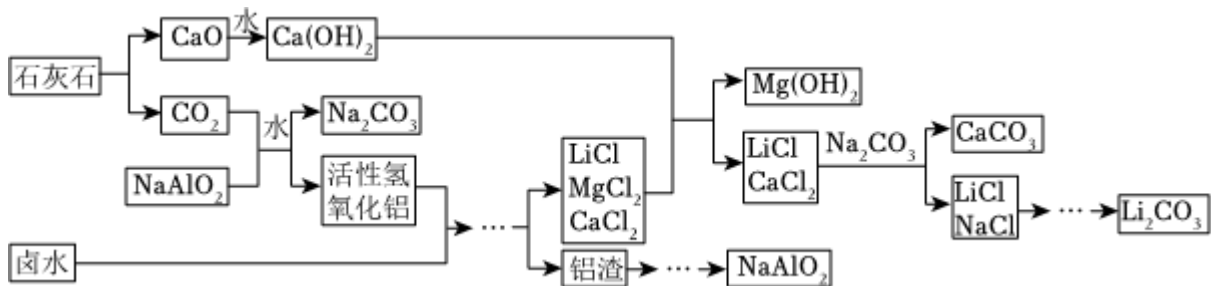 石灰石
CaO
水
Ca(OH)₂
CO₂
水
Na₂CO₃
NaAlO₂
活性氢
氧化铝
卤水
…
LiCl
MgCl₂
CaCl₂
铝渣
…
NaAlO₂
Mg(OH)₂
LiCl
CaCl₂
Na₂CO₃
CaCO₃
LiCl
NaCl
…
Li₂CO₃